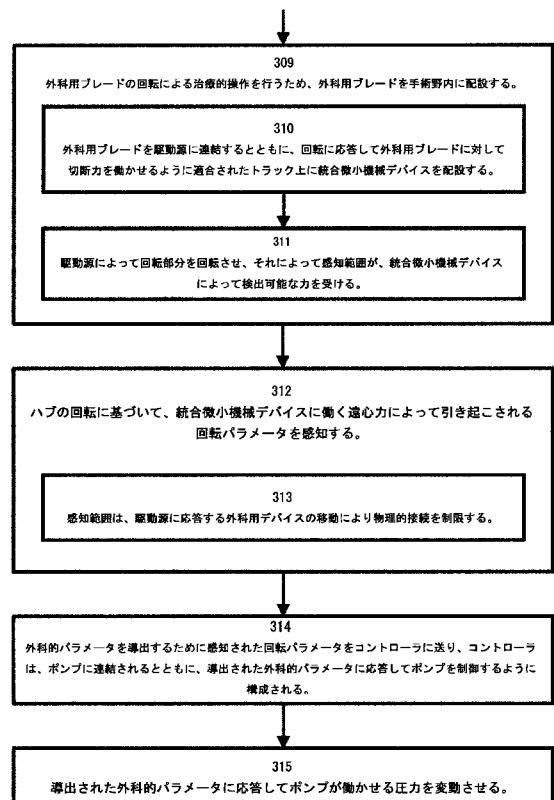 309
外科用ブレードの回転による治療的操作を行うため、外科用ブレードを手術野内に配設する。
310
外科用ブレードを駆動源に連結するとともに、回転に応答して外科用ブレードに対して
切断力を働かせるように適合されたトラック上に統合微小機械デバイスを配設する。
311
駆動源によって回転部分を回転させ、それによって感知範囲が、統合微小機械デバイス
によって検出可能な力を受ける。
312
ハブの回転に基づいて、統合微小機械デバイスに働く遠心力によって引き起こされる
回転パラメータを感知する。
313
感知範囲は、駆動源に応答する外科用デバイスの移動により物理的接続を制限する。
314
外科的パラメータを導出するために感知された回転パラメータをコントローラに送り、コントローラ
は、ポンプに連結されるとともに、導出された外科的パラメータに応答してポンプを制御するように
構成される。
315
導出された外科的パラメータに応答してポンプが働かせる圧力を変動させる。